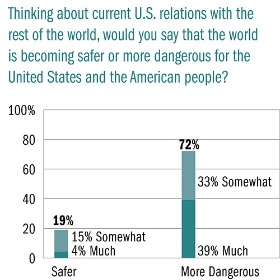 Thinking about current U.S. relations with the
rest of the world, would you say that the world
is becoming safer or more dangerous for the
United States and the American people?
100%
80
60
40
20
0
19%
15% Somewhat
4% Much
Safer
72%
33% Somewhat
39% Much
More Dangerous